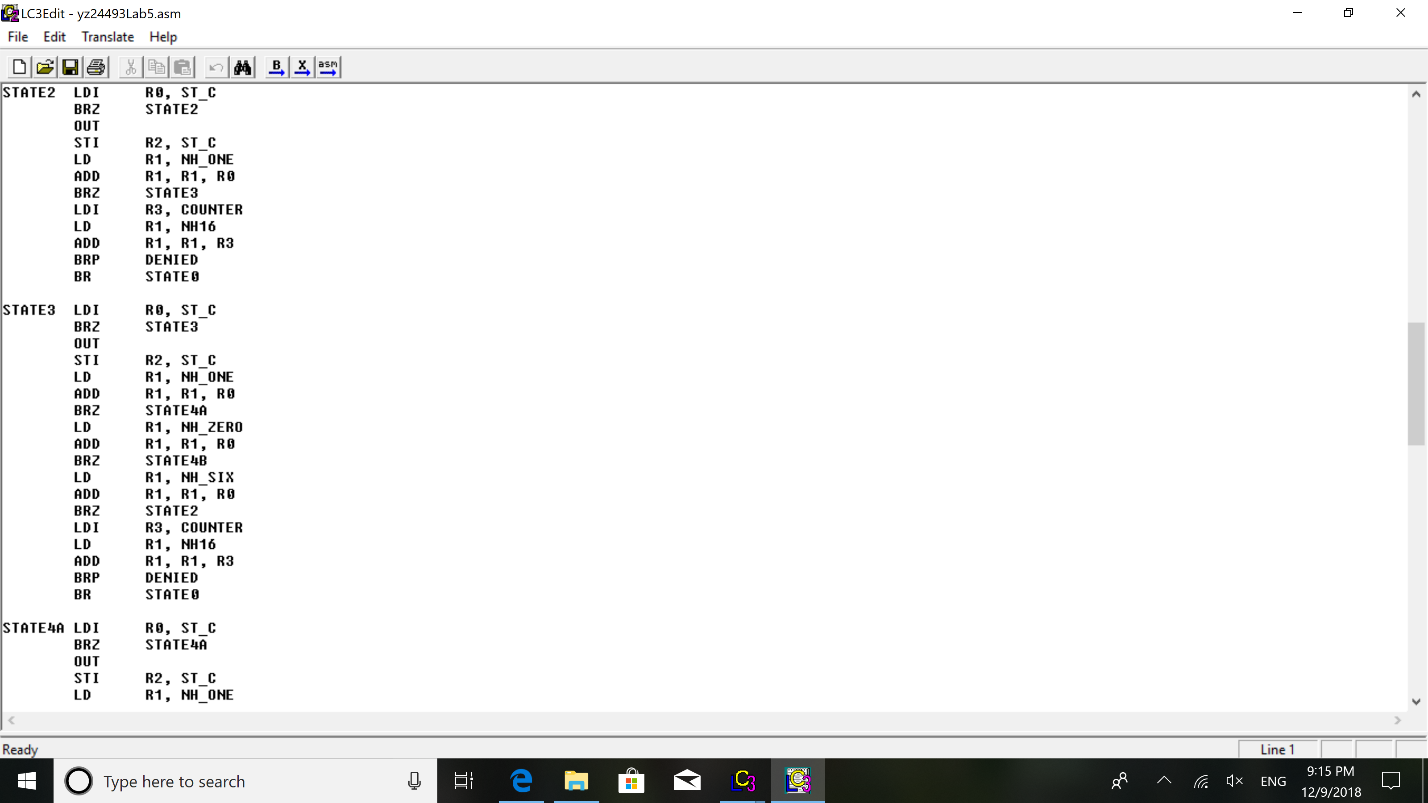 LC3Edit - yz24493Lab5.asm
File Edit Translate Help
B X asm
STATE2 LDI R0, ST_C
BRZ STATE2
OUT
STI R2, ST_C
LD R1, NH_ONE
ADD R1, R1, R0
BRZ STATE3
LDI R3, COUNTER
LD R1, NH16
ADD R1, R1, R3
BRP DENIED
BR STATE0
STATE3 LDI R0, ST_C
BRZ STATE3
OUT
STI R2, ST_C
LD R1, NH_ONE
ADD R1, R1, R0
BRZ STATE4A
LD R1, NH_ZERO
ADD R1, R1, R0
BRZ STATE4B
LD R1, NH_SIX
ADD R1, R1, R0
BRZ STATE2
LDI R3, COUNTER
LD R1, NH16
ADD R1, R1, R3
BRP DENIED
BR STATE0
STATE4A LDI R0, ST_C
BRZ STATE4A
OUT
STI R2, ST_C
LD R1, NH_ONE
Ready Line 1
Type here to search ENG 9:15 PM
12/9/2018